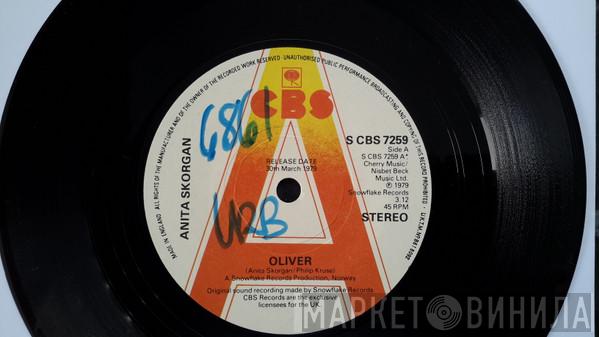 ALL RIGHTS OF THE MANUFACTURER AND OF THE OWNER OF THE RECORDED WORK RESERVED · UNAUTHORISED PUBLIC PERFORMANCE BROADCASTING AND COPYING OF THIS RECORD PROHIBITED ·
MADE IN ENGLAND
CBS
ANITA SKORGAN
6861
U2B
RELEASE DATE
30th March 1979
S CBS 7259
Side A
S CBS 7259 A
Cherry Music/
Nisbet Beck
Music Ltd.
℗ 1979
Snowflake Records
3.12
45 RPM
STEREO
OLIVER
(Anita Skorgan/Philip Kruse)
A Snowflake Records Production, Norway
Original sound recording made by Snowflake Records
CBS Records are the exclusive
licensees for the UK.
МАРКЕТ ВИНИЛА